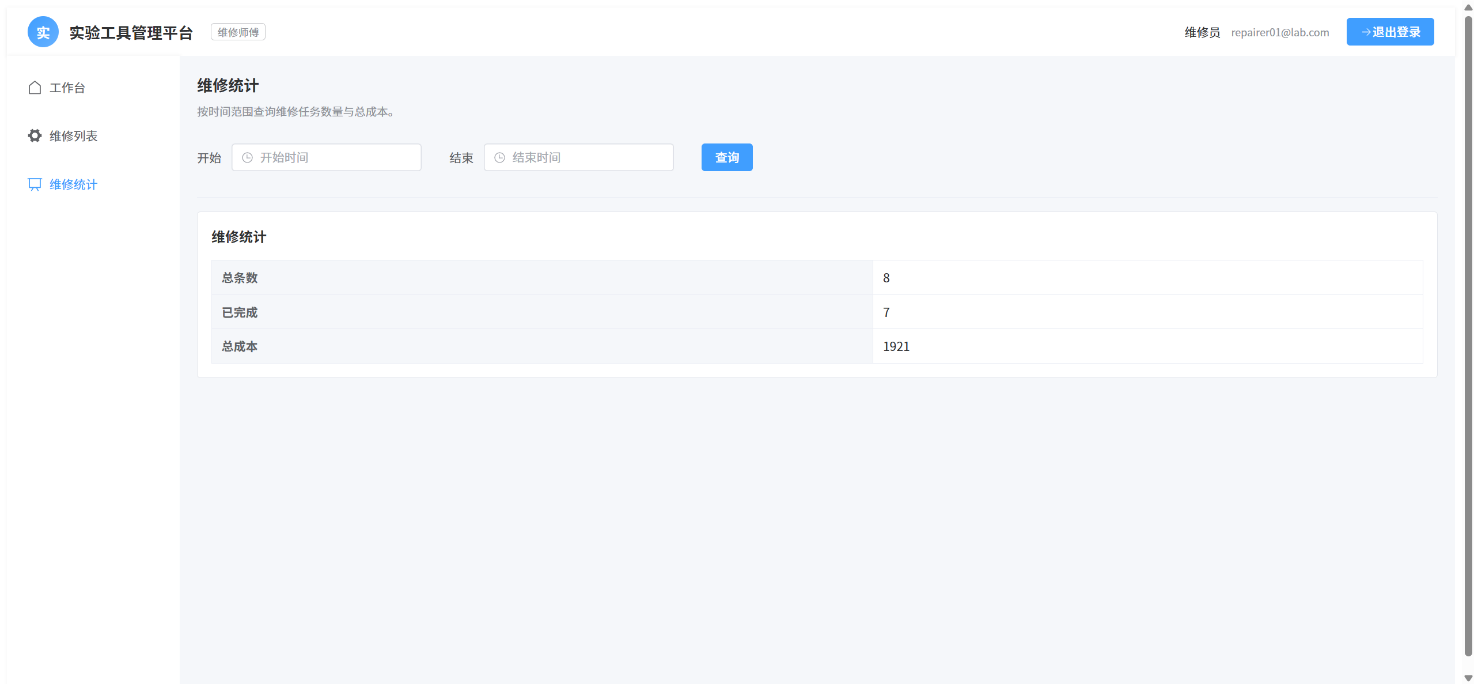 实 实验工具管理平台 维修师傅 维修员 repairer01@lab.com →退出登录
工作台
维修列表
维修统计
维修统计
按时间范围查询维修任务数量与总成本。
开始 开始时间 结束 结束时间 查询
维修统计
总条数 8
已完成 7
总成本 1921